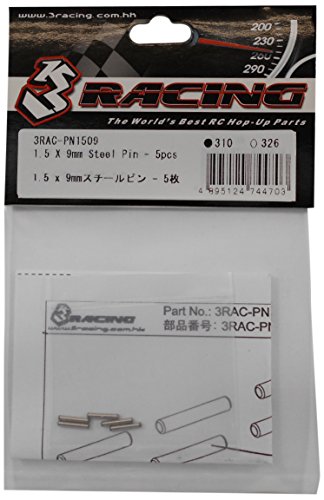 www.3racing.com.hk
200
230
260
290
3RACING
The World's Best RC Hop-Up Parts
3RAC-PN1509
1.5 X 9mm Steel Pin - 5pcs
1.5 x 9mmスチールピン - 5枚
●310 ○326
4 895124 744703
3RACING
www.3racing.com.hk
Part No.: 3RAC-PN
部品番号: 3RAC-PN